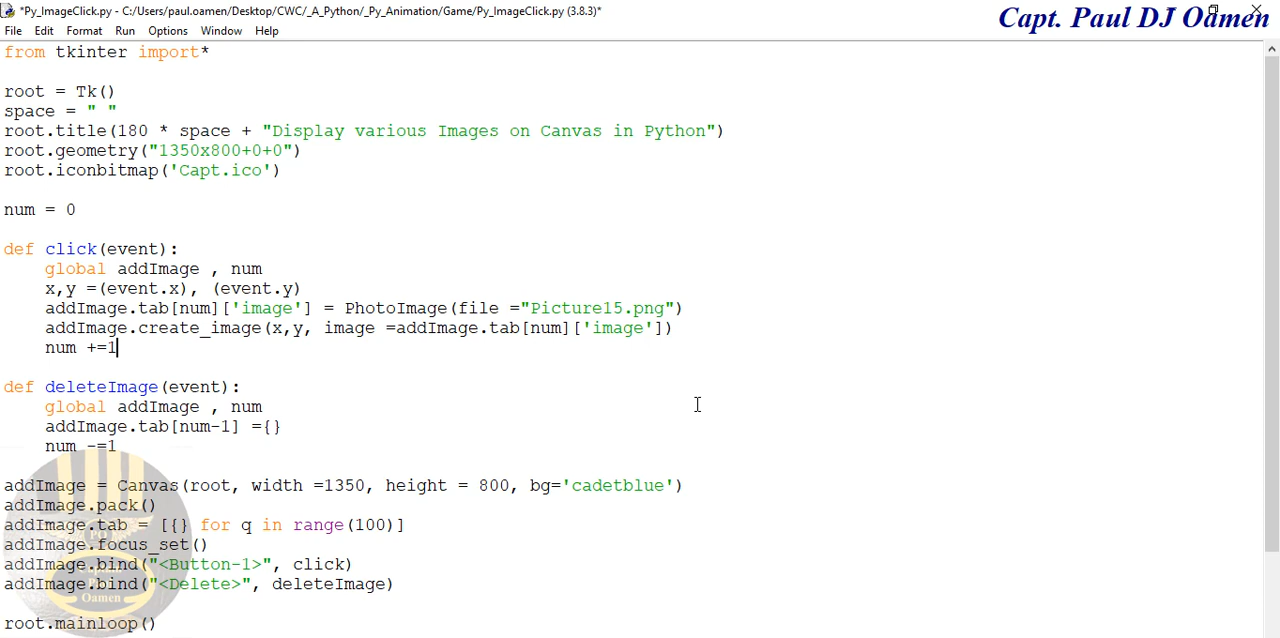 *Py_ImageClick.py - C:/Users/paul.oamen/Desktop/CWC/_A_Python/_Py_Animation/Game/Py_ImageClick.py (3.8.3)*
Capt. Paul DJ Oamen
File Edit Format Run Options Window Help
from tkinter import*
root = Tk()
space = " "
root.title(180 * space + "Display various Images on Canvas in Python")
root.geometry("1350x800+0+0")
root.iconbitmap('Capt.ico')
num = 0
def click(event):
    global addImage , num
    x,y =(event.x), (event.y)
    addImage.tab[num]['image'] = PhotoImage(file ="Picture15.png")
    addImage.create_image(x,y, image =addImage.tab[num]['image'])
    num +=1
def deleteImage(event):
    global addImage , num
    addImage.tab[num-1] ={}
    num -=1
addImage = Canvas(root, width =1350, height = 800, bg='cadetblue')
addImage.pack()
addImage.tab = [{} for q in range(100)]
addImage.focus_set()
addImage.bind("<Button-1>", click)
addImage.bind("<Delete>", deleteImage)
root.mainloop()
PO
Oamen